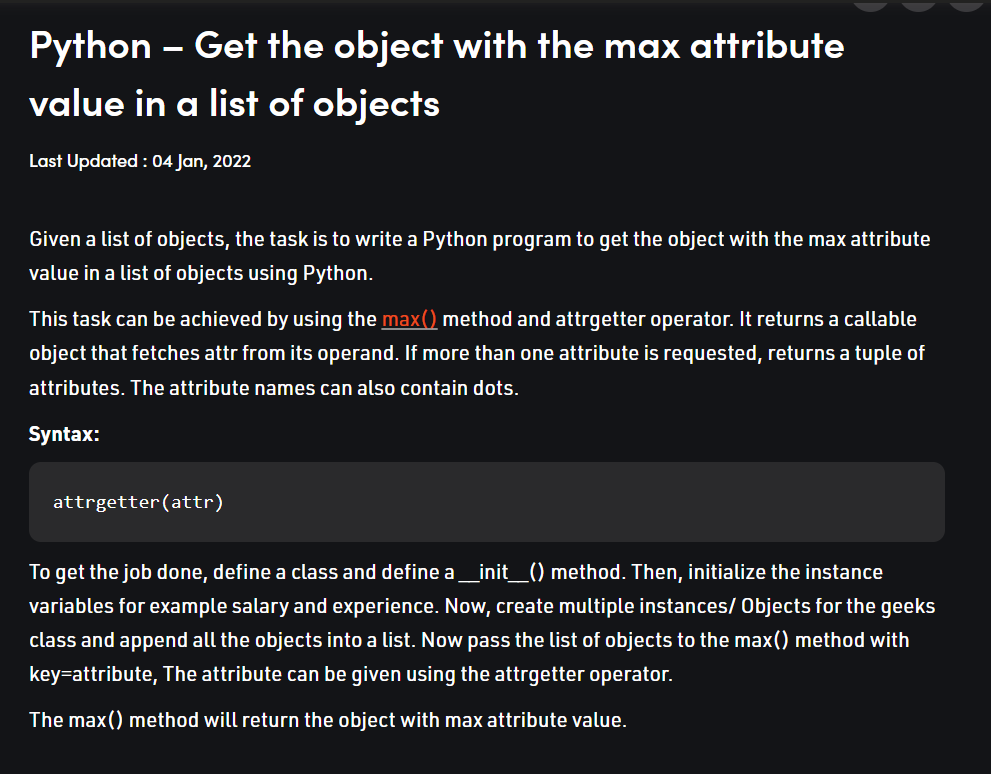 Python – Get the object with the max attribute
value in a list of objects
Last Updated : 04 Jan, 2022
Given a list of objects, the task is to write a Python program to get the object with the max attribute
value in a list of objects using Python.
This task can be achieved by using the max() method and attrgetter operator. It returns a callable
object that fetches attr from its operand. If more than one attribute is requested, returns a tuple of
attributes. The attribute names can also contain dots.
Syntax:
attrgetter(attr)
To get the job done, define a class and define a __init__() method. Then, initialize the instance
variables for example salary and experience. Now, create multiple instances/ Objects for the geeks
class and append all the objects into a list. Now pass the list of objects to the max() method with
key=attribute, The attribute can be given using the attrgetter operator.
The max() method will return the object with max attribute value.